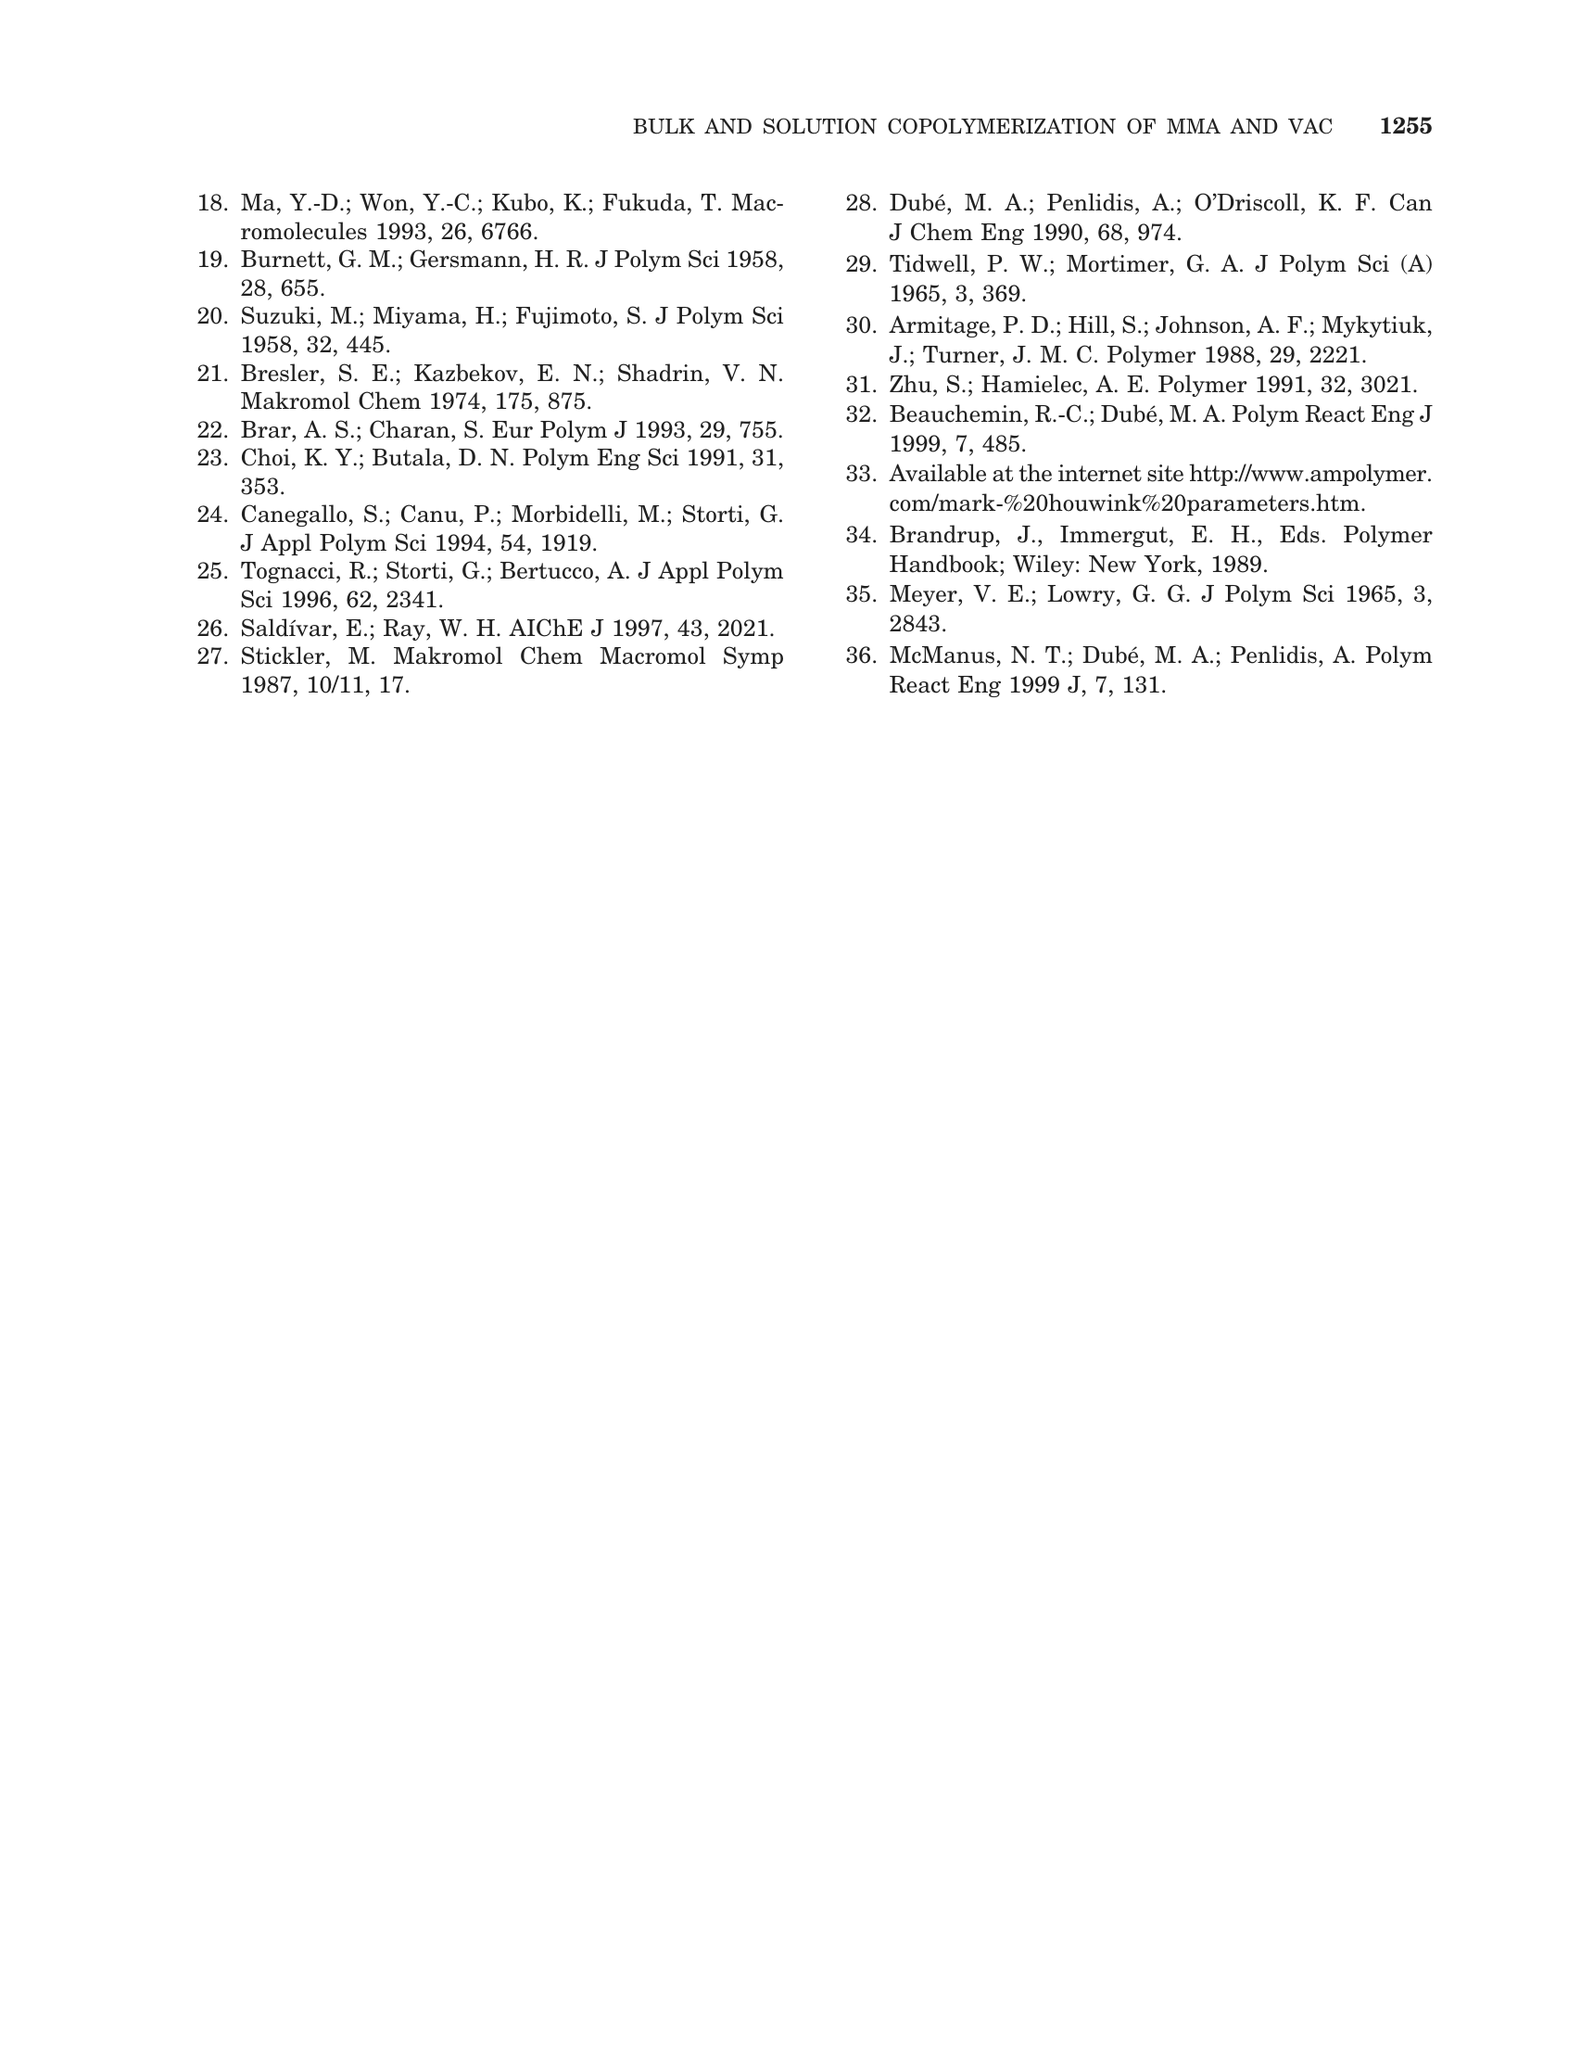 BULK AND SOLUTION COPOLYMERIZATION OF MMA AND VAC 1255
18. Ma, Y.-D.; Won, Y.-C.; Kubo, K.; Fukuda, T. Mac-
romolecules 1993, 26, 6766.
19. Burnett, G. M.; Gersmann, H. R. J Polym Sci 1958,
28, 655.
20. Suzuki, M.; Miyama, H.; Fujimoto, S. J Polym Sci
1958, 32, 445.
21. Bresler, S. E.; Kazbekov, E. N.; Shadrin, V. N.
Makromol Chem 1974, 175, 875.
22. Brar, A. S.; Charan, S. Eur Polym J 1993, 29, 755.
23. Choi, K. Y.; Butala, D. N. Polym Eng Sci 1991, 31,
353.
24. Canegallo, S.; Canu, P.; Morbidelli, M.; Storti, G.
J Appl Polym Sci 1994, 54, 1919.
25. Tognacci, R.; Storti, G.; Bertucco, A. J Appl Polym
Sci 1996, 62, 2341.
26. Saldívar, E.; Ray, W. H. AIChE J 1997, 43, 2021.
27. Stickler, M. Makromol Chem Macromol Symp
1987, 10/11, 17.
28. Dubé, M. A.; Penlidis, A.; O’Driscoll, K. F. Can
J Chem Eng 1990, 68, 974.
29. Tidwell, P. W.; Mortimer, G. A. J Polym Sci (A)
1965, 3, 369.
30. Armitage, P. D.; Hill, S.; Johnson, A. F.; Mykytiuk,
J.; Turner, J. M. C. Polymer 1988, 29, 2221.
31. Zhu, S.; Hamielec, A. E. Polymer 1991, 32, 3021.
32. Beauchemin, R.-C.; Dubé, M. A. Polym React Eng J
1999, 7, 485.
33. Available at the internet site http://www.ampolymer.
com/mark-%20houwink%20parameters.htm.
34. Brandrup, J., Immergut, E. H., Eds. Polymer
Handbook; Wiley: New York, 1989.
35. Meyer, V. E.; Lowry, G. G. J Polym Sci 1965, 3,
2843.
36. McManus, N. T.; Dubé, M. A.; Penlidis, A. Polym
React Eng 1999 J, 7, 131.